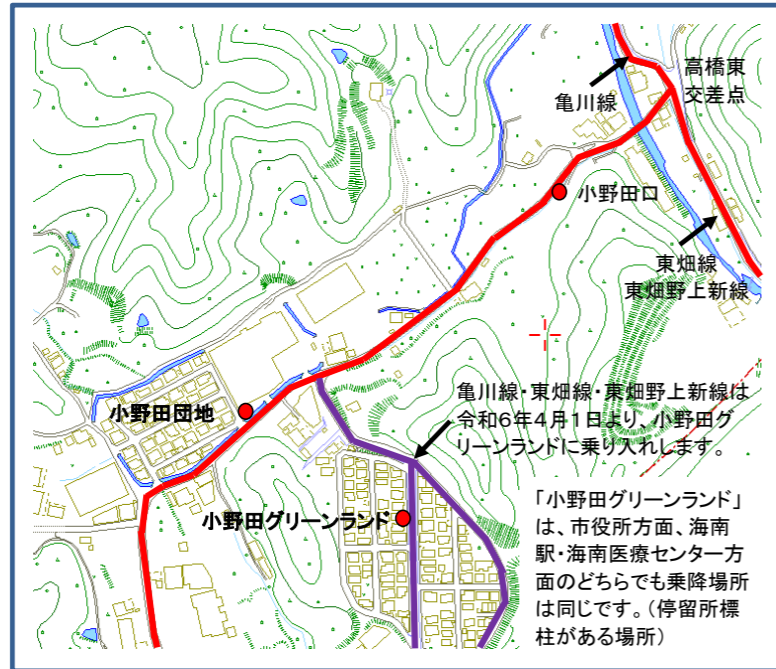 高橋東
交差点
亀川線
小野田口
東畑線
東畑野上新線
亀川線・東畑線・東畑野上新線は
令和6年4月1日より、小野田グ
リーンランドに乗り入れします。
小野田団地
小野田グリーンランド
「小野田グリーンランド」
は、市役所方面、海南
駅・海南医療センター方
面のどちらでも乗降場所
は同じです。（停留所標
柱がある場所）